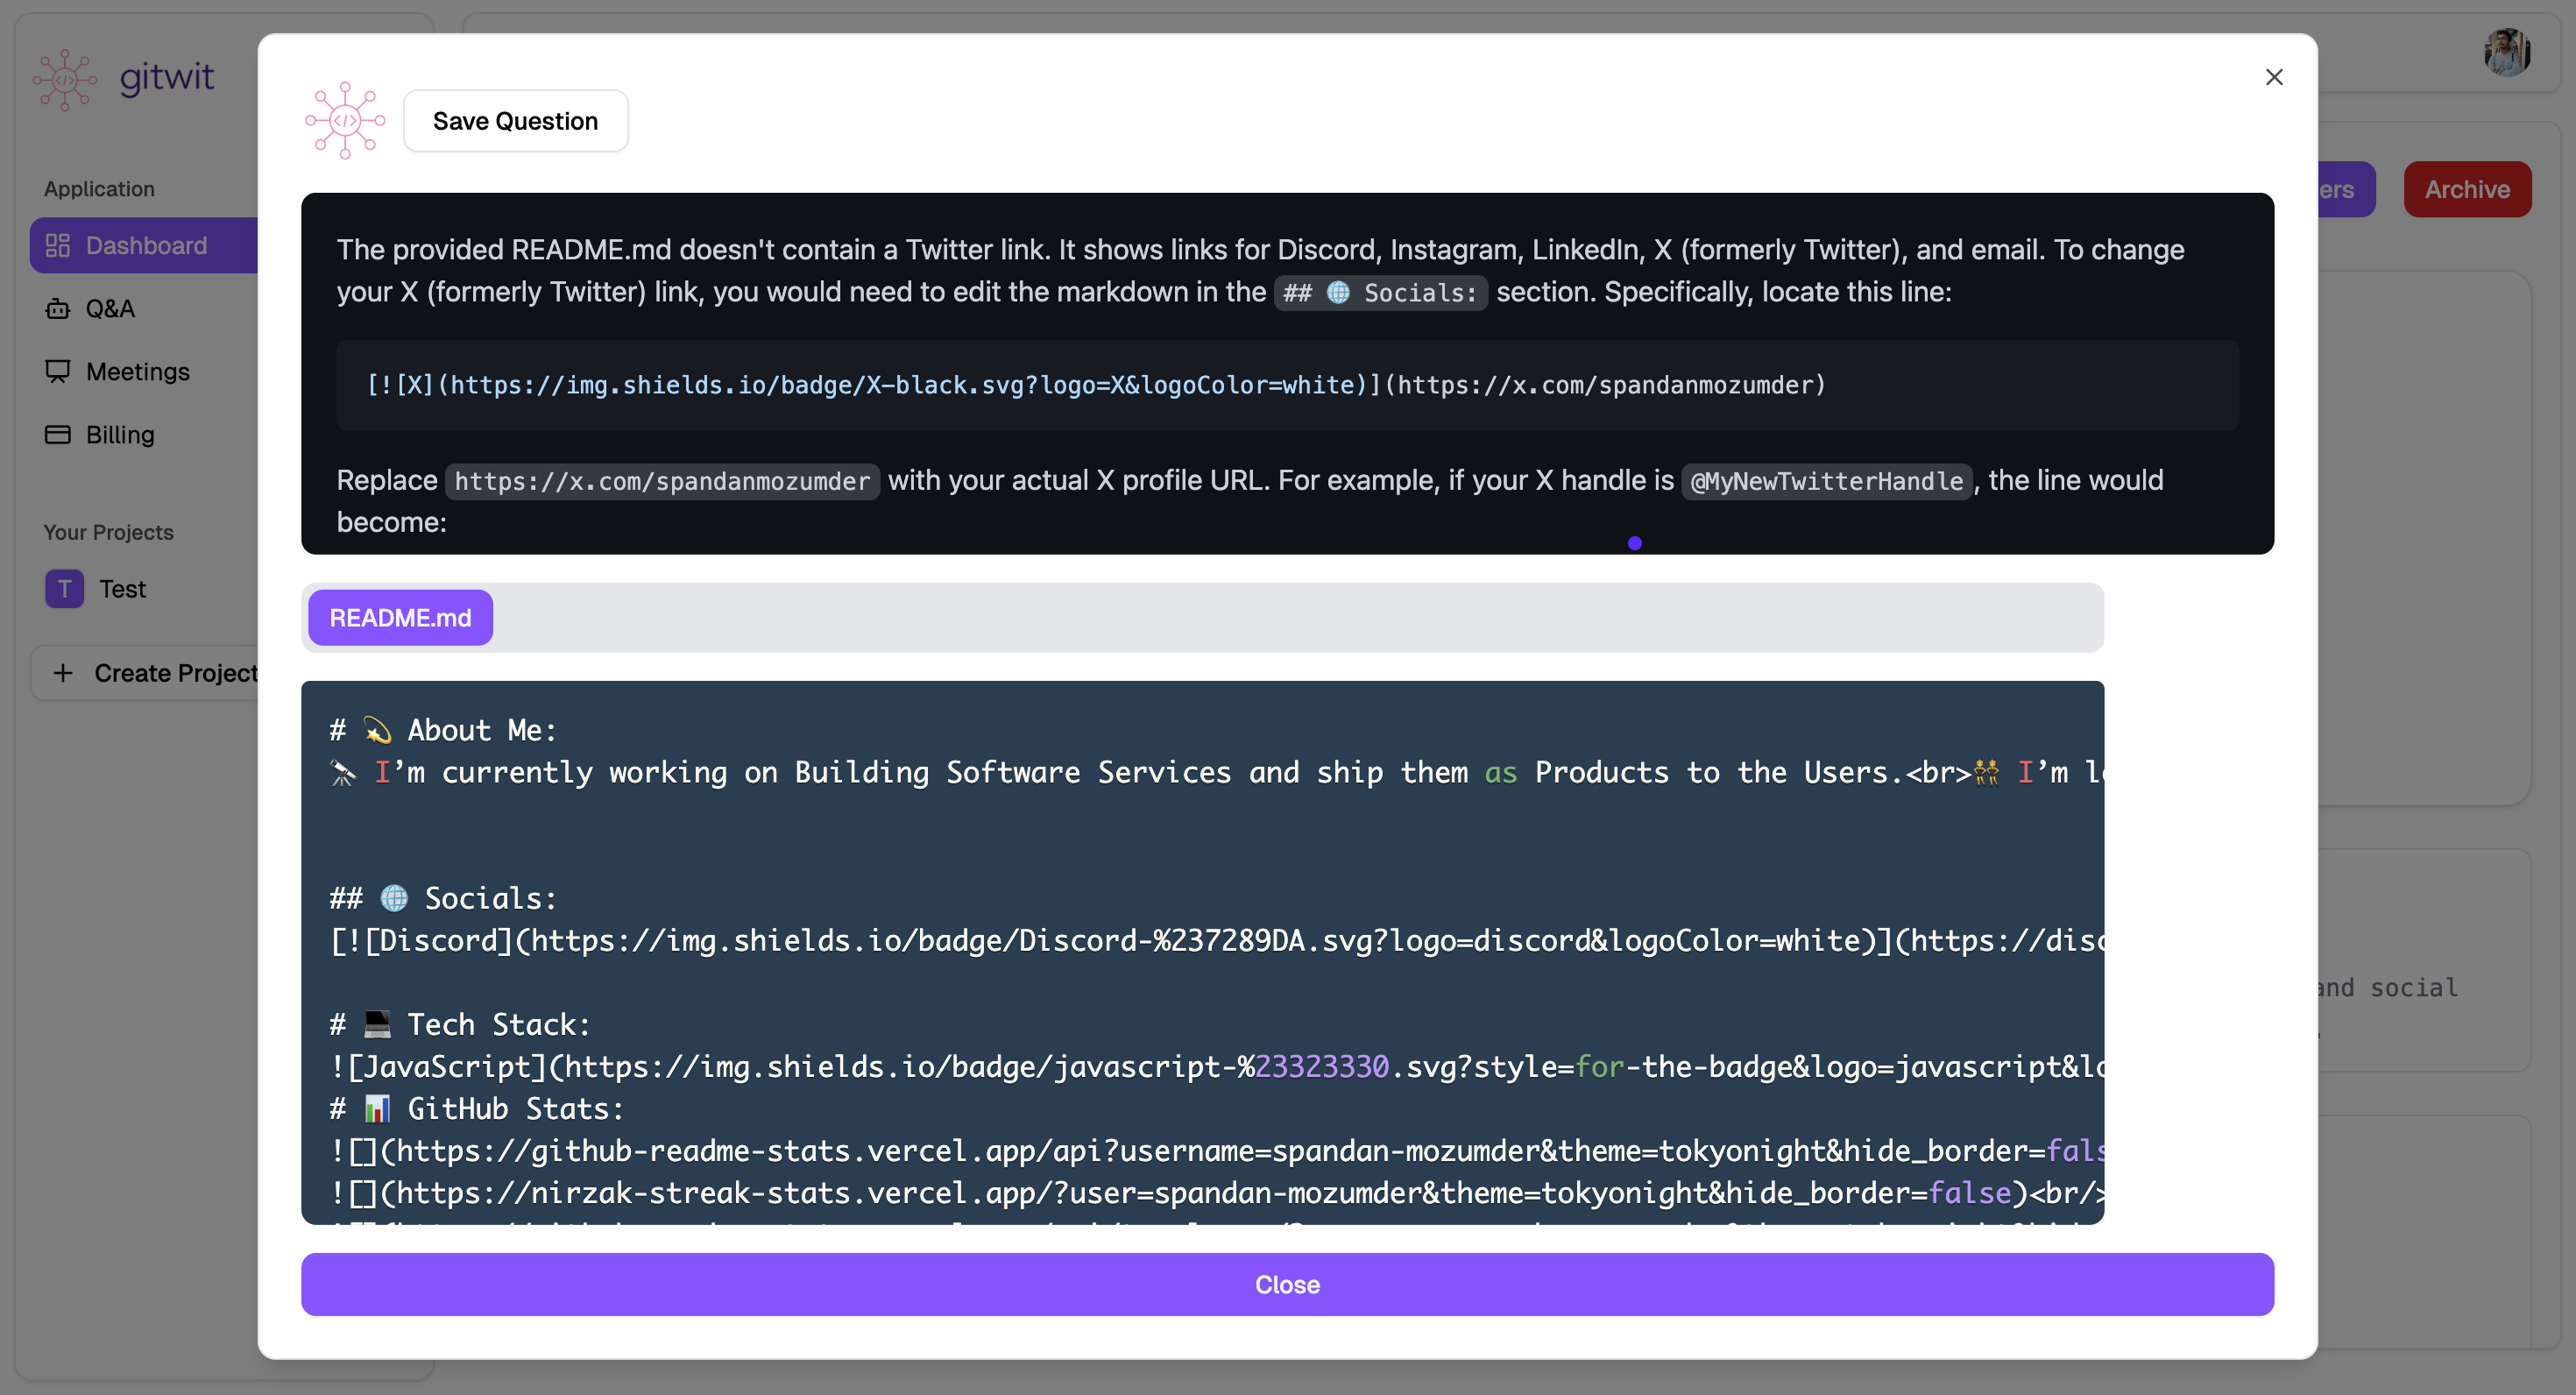 gitwit
Application
Dashboard
Q&A
Meetings
Billing
Your Projects
T Test
+ Create Project
Save Question
The provided README.md doesn't contain a Twitter link. It shows links for Discord, Instagram, LinkedIn, X (formerly Twitter), and email. To change
your X (formerly Twitter) link, you would need to edit the markdown in the ## 🌐 Socials: section. Specifically, locate this line:
[![X](https://img.shields.io/badge/X-black.svg?logo=X&logoColor=white)](https://x.com/spandanmozumder)
Replace https://x.com/spandanmozumder with your actual X profile URL. For example, if your X handle is @MyNewTwitterHandle, the line would
become:
README.md
# 💫 About Me:
🔭 I’m currently working on Building Software Services and ship them as Products to the Users.<br>👯 I’m l
## 🌐 Socials:
[![Discord](https://img.shields.io/badge/Discord-%237289DA.svg?logo=discord&logoColor=white)](https://disc
# 💻 Tech Stack:
![JavaScript](https://img.shields.io/badge/javascript-%23323330.svg?style=for-the-badge&logo=javascript&lo
# 📊 GitHub Stats:
![](https://github-readme-stats.vercel.app/api?username=spandan-mozumder&theme=tokyonight&hide_border=fals
![](https://nirzak-streak-stats.vercel.app/?user=spandan-mozumder&theme=tokyonight&hide_border=false)<br/>
Close
ers
Archive
and social